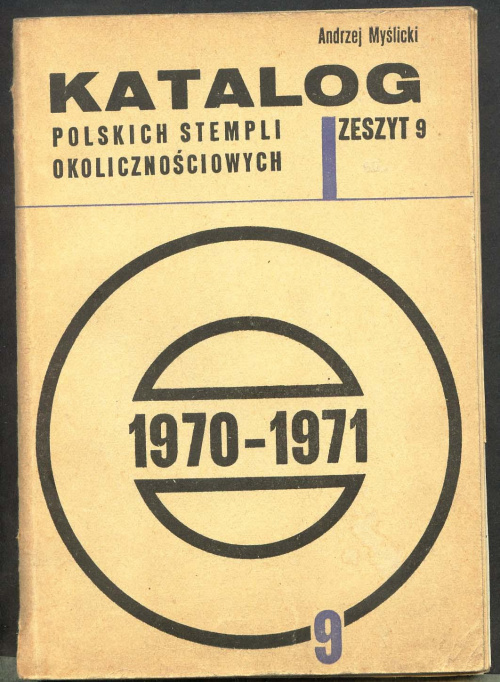 Andrzej Myślicki
KATALOG
POLSKICH STEMPLI
OKOLICZNOŚCIOWYCH
ZESZYT 9
1970-1971
9